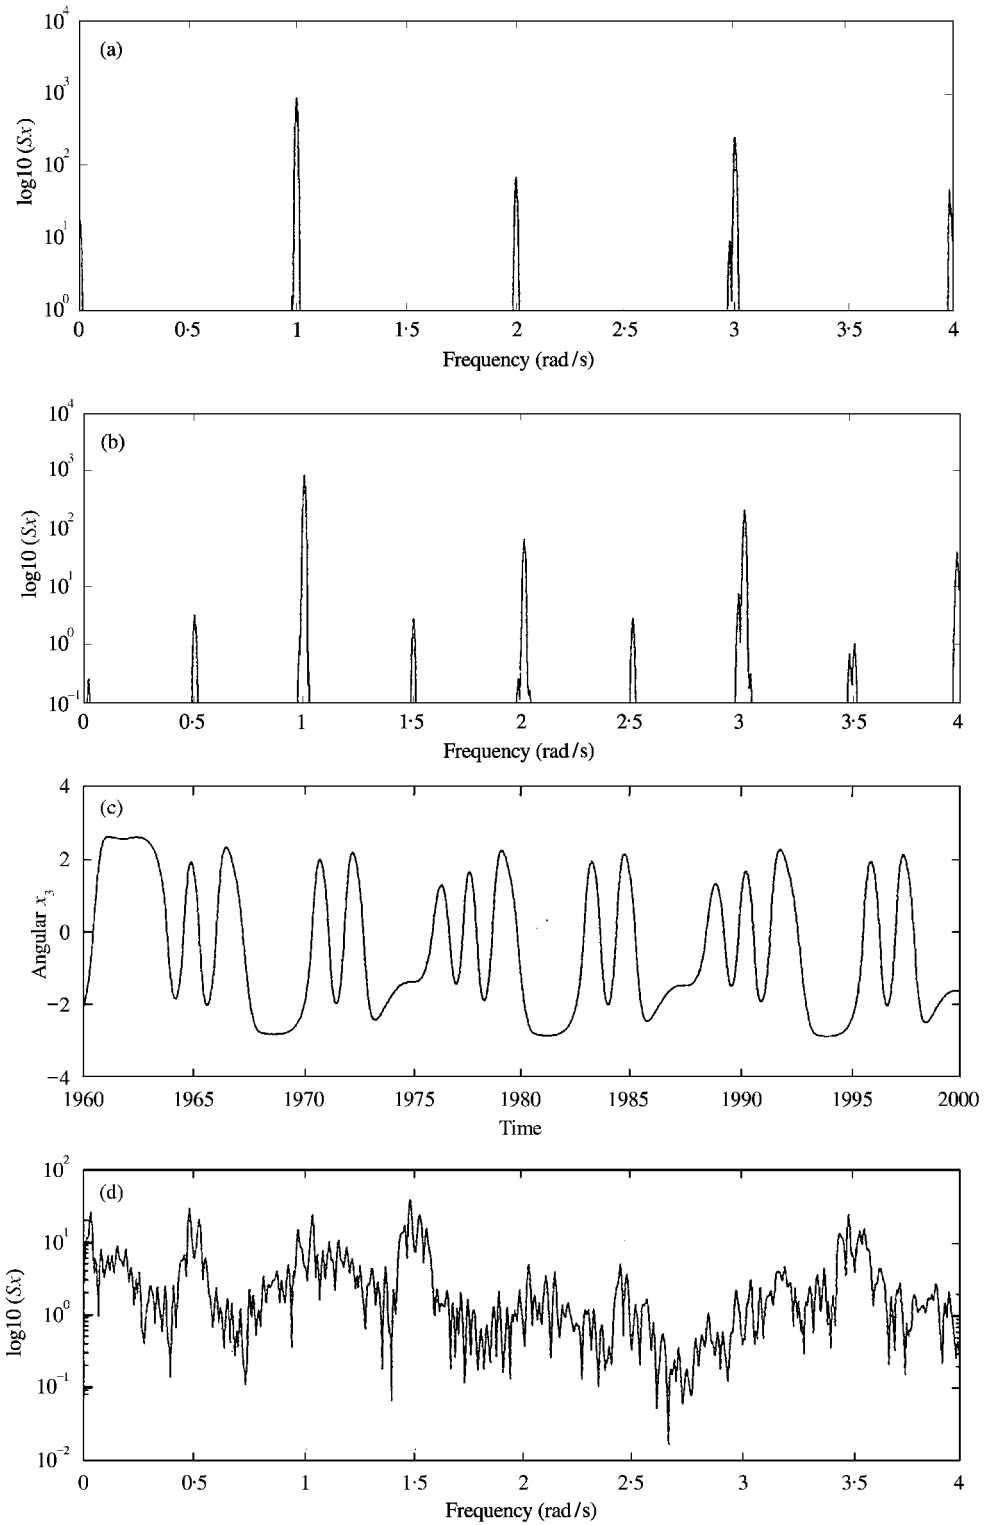 (a)
10^4
10^3
10^2
10^1
10^0
log10 (Sx)
0 0·5 1 1·5 2 2·5 3 3·5 4
Frequency (rad/s)
(b)
10^4
10^3
10^2
10^1
10^0
10^−1
log10 (Sx)
0 0·5 1 1·5 2 2·5 3 3·5 4
Frequency (rad/s)
(c)
4
2
0
−2
−4
Angular x_3
1960 1965 1970 1975 1980 1985 1990 1995 2000
Time
(d)
10^2
10^1
10^0
10^−1
10^−2
log10 (Sx)
0 0·5 1 1·5 2 2·5 3 3·5 4
Frequency (rad/s)